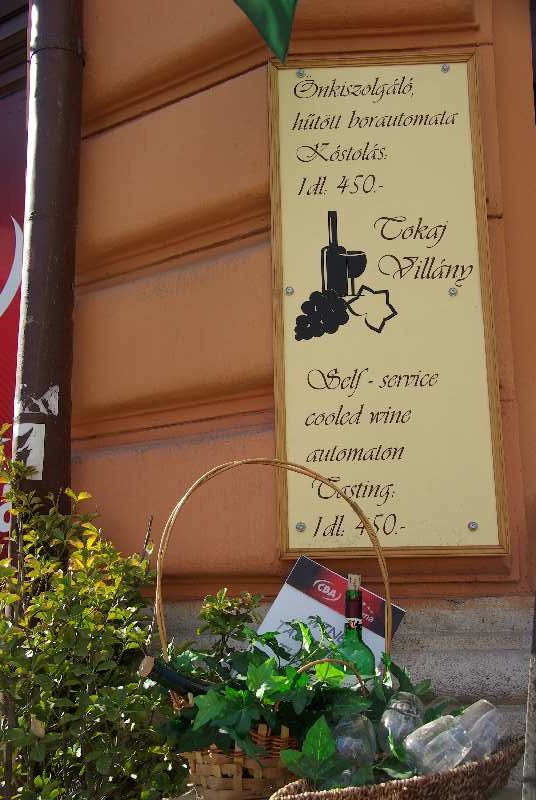 Önkiszolgáló,
hűtött borautomata
Kóstolás:
1dl: 450.-
Tokaj
Villány
Self - service
cooled wine
automaton
Tasting:
1dl: 450.-
CBA